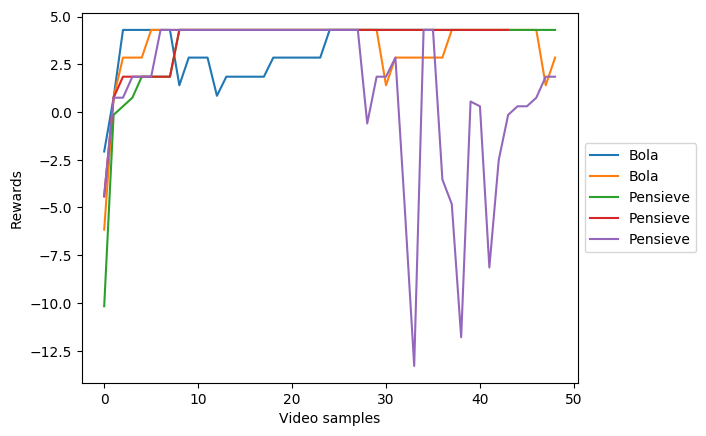 5.0
2.5
0.0
−2.5
−5.0
−7.5
−10.0
−12.5
Rewards
0 10 20 30 40 50
Video samples
Bola
Bola
Pensieve
Pensieve
Pensieve